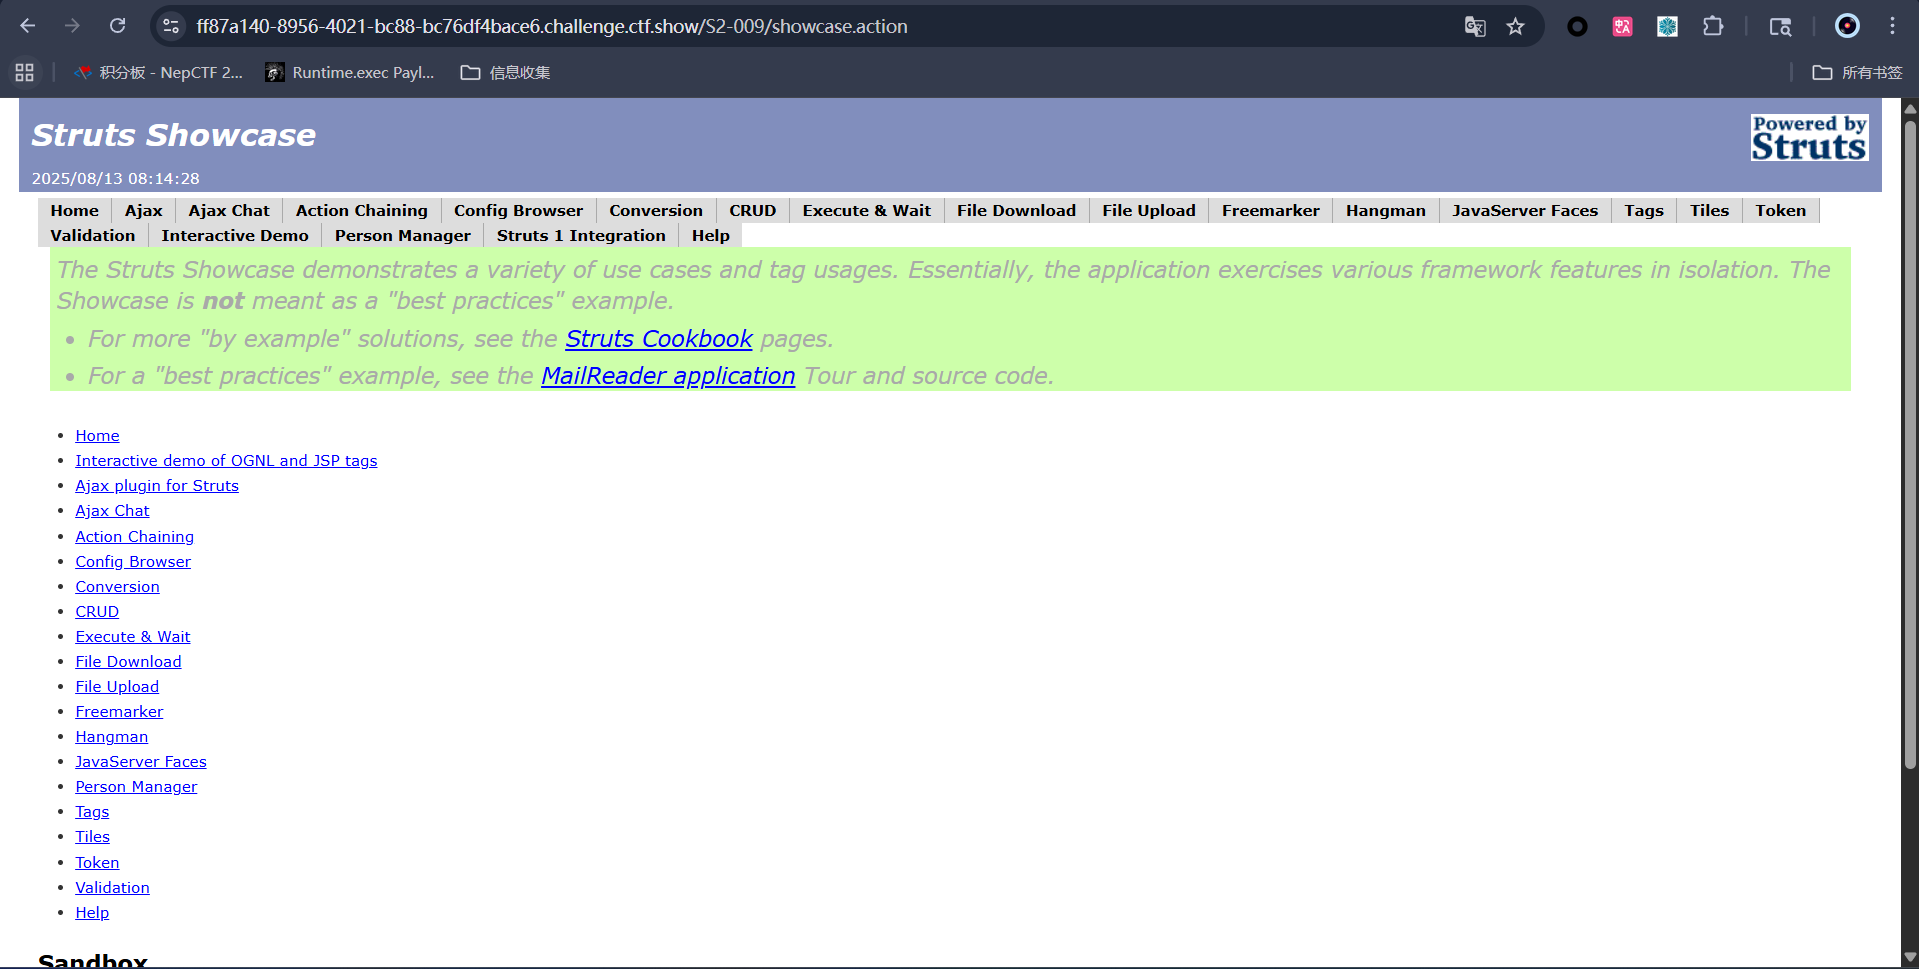 ff87a140-8956-4021-bc88-bc76df4bace6.challenge.ctf.show/S2-009/showcase.action
积分板 - NepCTF 2... Runtime.exec Payl... 信息收集 所有书签
Struts Showcase
Powered by
Struts
2025/08/13 08:14:28
Home Ajax Ajax Chat Action Chaining Config Browser Conversion CRUD Execute & Wait File Download File Upload Freemarker Hangman JavaServer Faces Tags Tiles Token
Validation Interactive Demo Person Manager Struts 1 Integration Help
The Struts Showcase demonstrates a variety of use cases and tag usages. Essentially, the application exercises various framework features in isolation. The
Showcase is not meant as a "best practices" example.
• For more "by example" solutions, see the Struts Cookbook pages.
• For a "best practices" example, see the MailReader application Tour and source code.
• Home
• Interactive demo of OGNL and JSP tags
• Ajax plugin for Struts
• Ajax Chat
• Action Chaining
• Config Browser
• Conversion
• CRUD
• Execute & Wait
• File Download
• File Upload
• Freemarker
• Hangman
• JavaServer Faces
• Person Manager
• Tags
• Tiles
• Token
• Validation
• Help
Sandbox